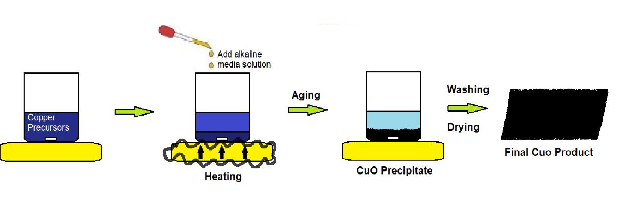 Copper
Precursors
Add alkaline
media solution
Heating
Aging
CuO Precipitate
Washing
Drying
Final Cuo Product